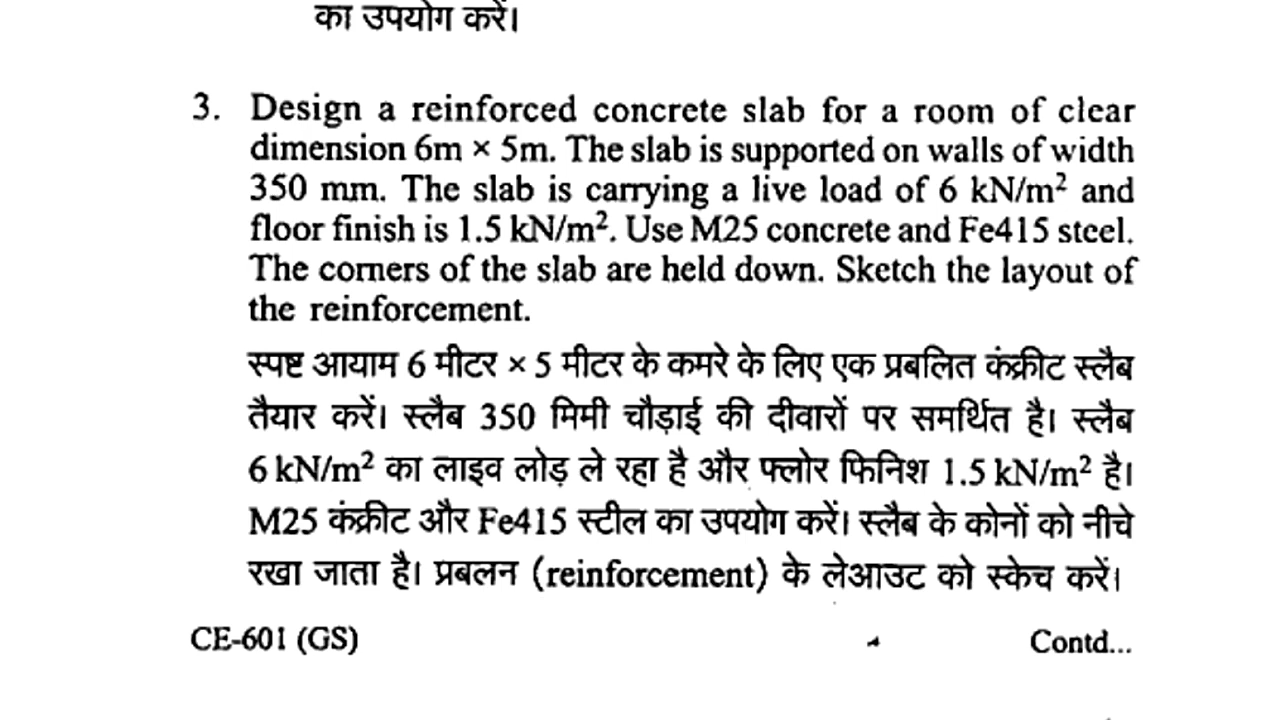 का उपयोग करें।
3. Design a reinforced concrete slab for a room of clear
dimension 6m × 5m. The slab is supported on walls of width
350 mm. The slab is carrying a live load of 6 kN/m² and
floor finish is 1.5 kN/m². Use M25 concrete and Fe415 steel.
The corners of the slab are held down. Sketch the layout of
the reinforcement.
स्पष्ट आयाम 6 मीटर × 5 मीटर के कमरे के लिए एक प्रबलित कंक्रीट स्लैब
तैयार करें। स्लैब 350 मिमी चौड़ाई की दीवारों पर समर्थित है। स्लैब
6 kN/m² का लाइव लोड़ ले रहा है और फ्लोर फिनिश 1.5 kN/m² है।
M25 कंक्रीट और Fe415 स्टील का उपयोग करें। स्लैब के कोनों को नीचे
रखा जाता है। प्रबलन (reinforcement) के लेआउट को स्केच करें।
CE-601 (GS) Contd...